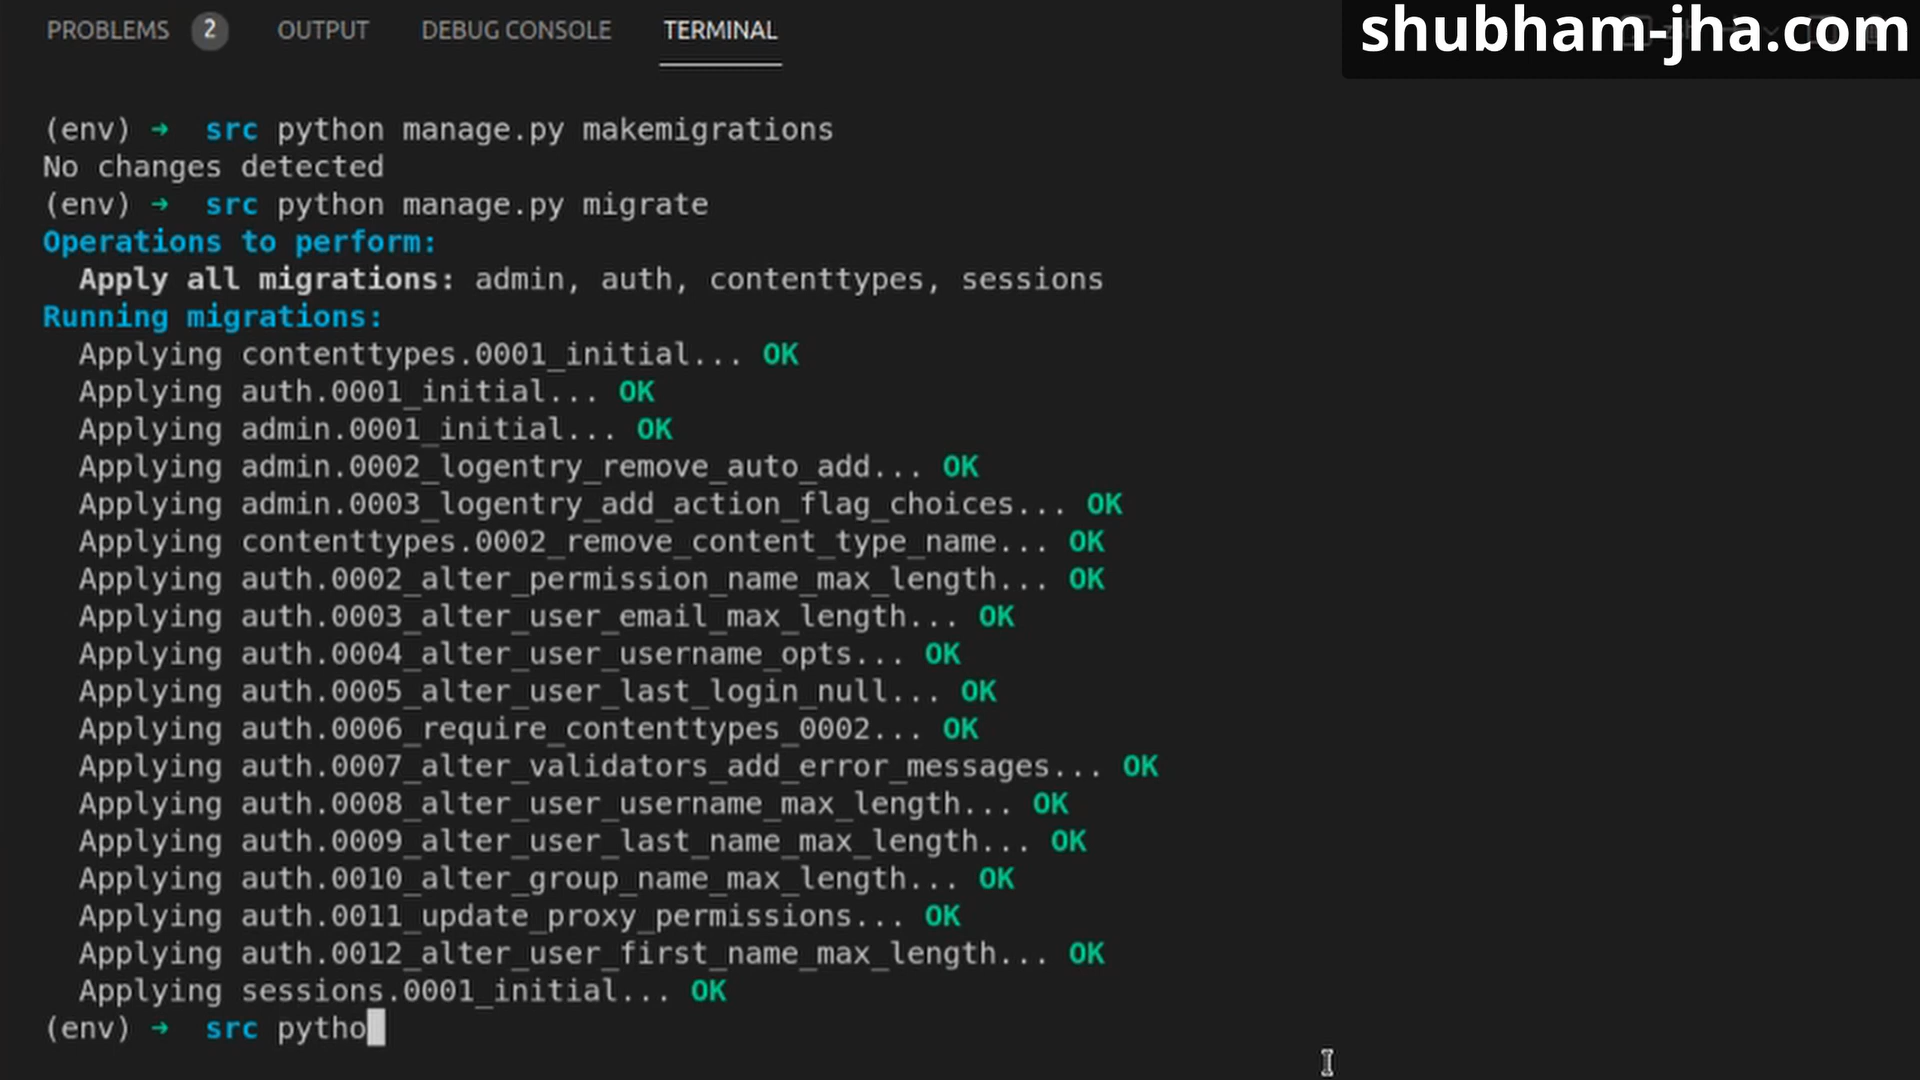 PROBLEMS 2 OUTPUT DEBUG CONSOLE TERMINAL
shubham-jha.com
(env) → src python manage.py makemigrations
No changes detected
(env) → src python manage.py migrate
Operations to perform:
Apply all migrations: admin, auth, contenttypes, sessions
Running migrations:
Applying contenttypes.0001_initial... OK
Applying auth.0001_initial... OK
Applying admin.0001_initial... OK
Applying admin.0002_logentry_remove_auto_add... OK
Applying admin.0003_logentry_add_action_flag_choices... OK
Applying contenttypes.0002_remove_content_type_name... OK
Applying auth.0002_alter_permission_name_max_length... OK
Applying auth.0003_alter_user_email_max_length... OK
Applying auth.0004_alter_user_username_opts... OK
Applying auth.0005_alter_user_last_login_null... OK
Applying auth.0006_require_contenttypes_0002... OK
Applying auth.0007_alter_validators_add_error_messages... OK
Applying auth.0008_alter_user_username_max_length... OK
Applying auth.0009_alter_user_last_name_max_length... OK
Applying auth.0010_alter_group_name_max_length... OK
Applying auth.0011_update_proxy_permissions... OK
Applying auth.0012_alter_user_first_name_max_length... OK
Applying sessions.0001_initial... OK
(env) → src pytho